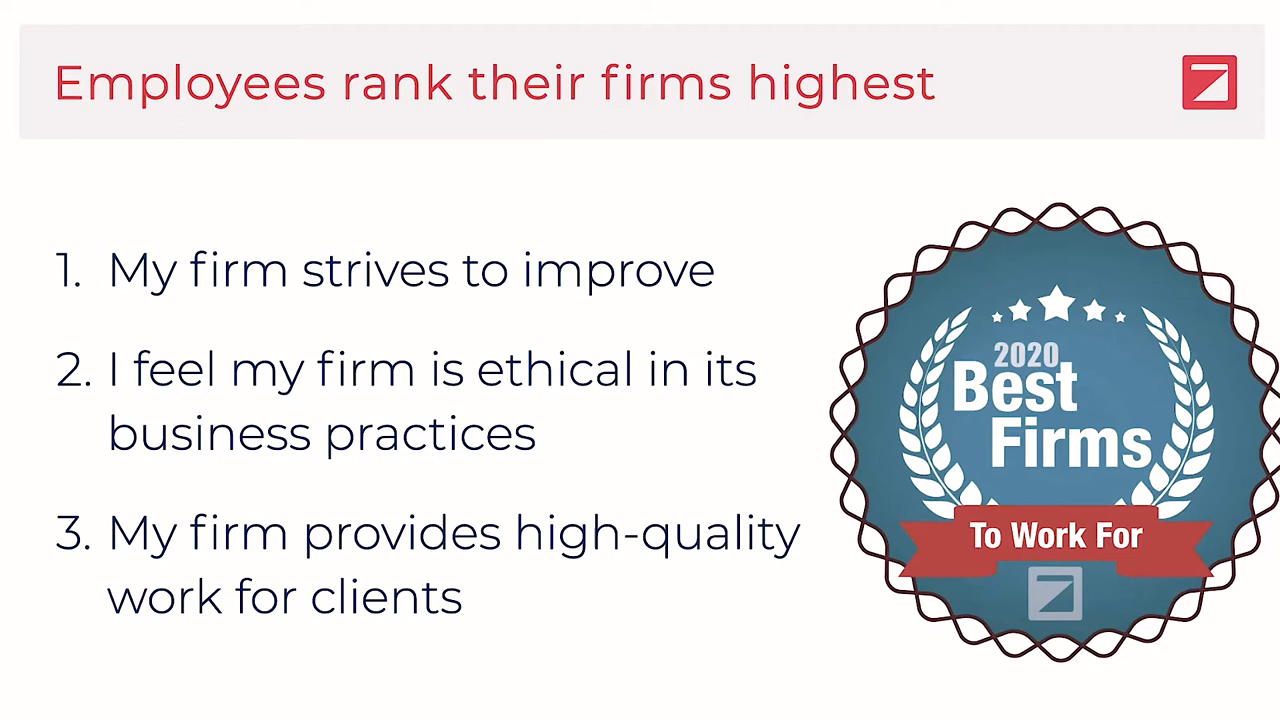 Employees rank their firms highest
1. My firm strives to improve
2. I feel my firm is ethical in its
business practices
3. My firm provides high-quality
work for clients
2020
Best
Firms
To Work For